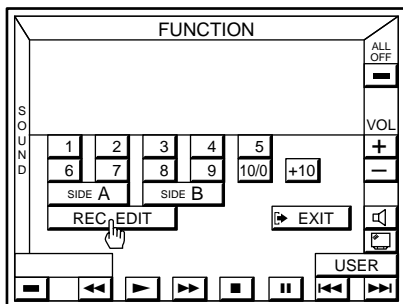 FUNCTION
ALL
OFF
SOUND
VOL
1 2 3 4 5
+
6 7 8 9 10/0 +10
−
SIDE A SIDE B
REC EDIT EXIT
USER